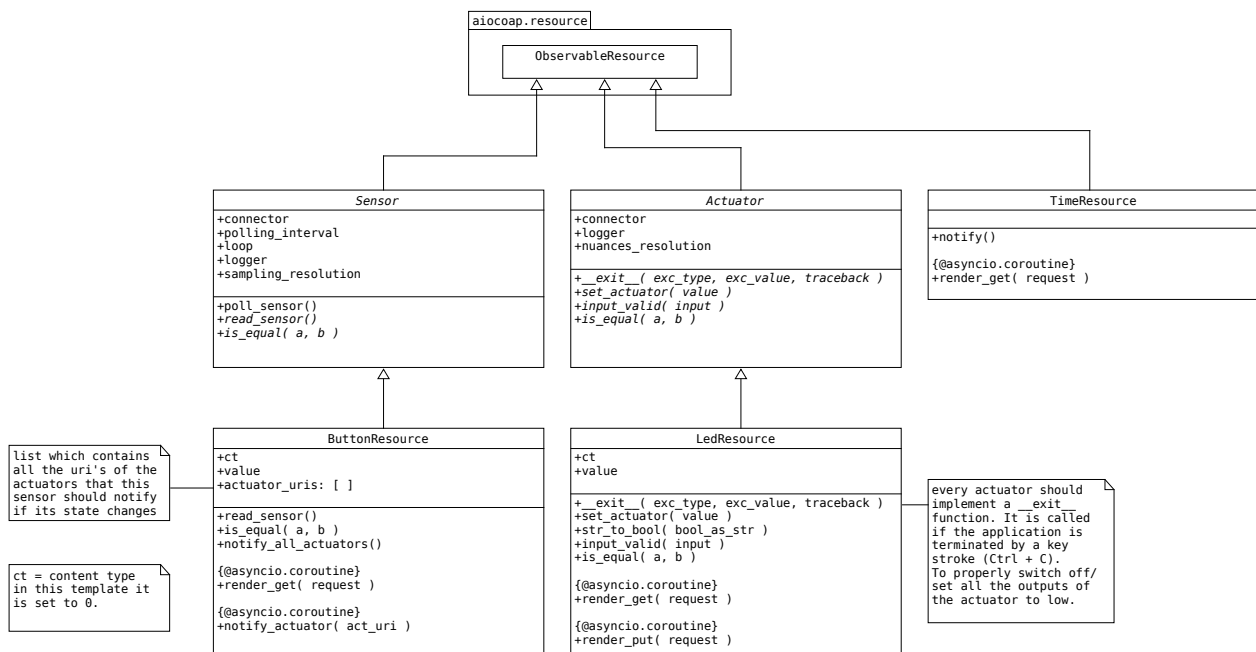 aiocoap.resource
ObservableResource
Sensor
+connector
+polling_interval
+loop
+logger
+sampling_resolution
+poll_sensor()
+read_sensor()
+is_equal( a, b )
Actuator
+connector
+logger
+nuances_resolution
+__exit__( exc_type, exc_value, traceback )
+set_actuator( value )
+input_valid( input )
+is_equal( a, b )
TimeResource
+notify()
{@asyncio.coroutine}
+render_get( request )
list which contains
all the uri's of the
actuators that this
sensor should notify
if its state changes
ct = content type
in this template it
is set to 0.
ButtonResource
+ct
+value
+actuator_uris: [ ]
+read_sensor()
+is_equal( a, b )
+notify_all_actuators()
{@asyncio.coroutine}
+render_get( request )
{@asyncio.coroutine}
+notify_actuator( act_uri )
LedResource
+ct
+value
+__exit__( exc_type, exc_value, traceback )
+set_actuator( value )
+str_to_bool( bool_as_str )
+input_valid( input )
+is_equal( a, b )
{@asyncio.coroutine}
+render_get( request )
{@asyncio.coroutine}
+render_put( request )
every actuator should
implement a __exit__
function. It is called
if the application is
terminated by a key
stroke (Ctrl + C).
To properly switch off/
set all the outputs of
the actuator to low.